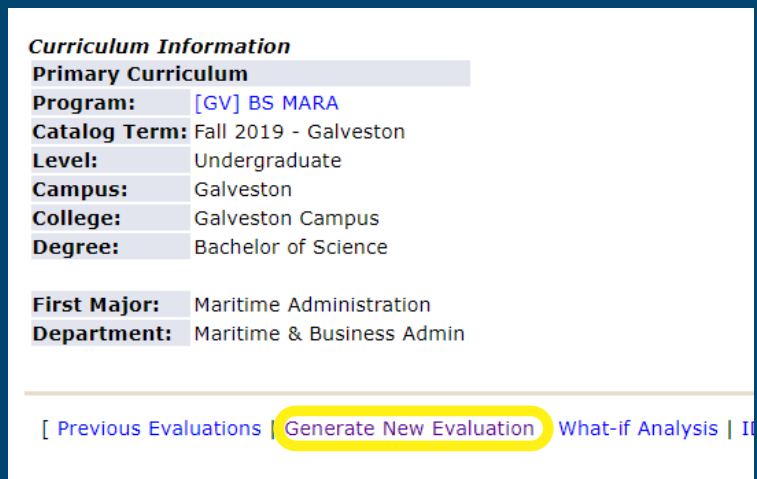 Curriculum Information
Primary Curriculum
Program: [GV] BS MARA
Catalog Term: Fall 2019 - Galveston
Level: Undergraduate
Campus: Galveston
College: Galveston Campus
Degree: Bachelor of Science
First Major: Maritime Administration
Department: Maritime & Business Admin
[ Previous Evaluations | Generate New Evaluation What-if Analysis |